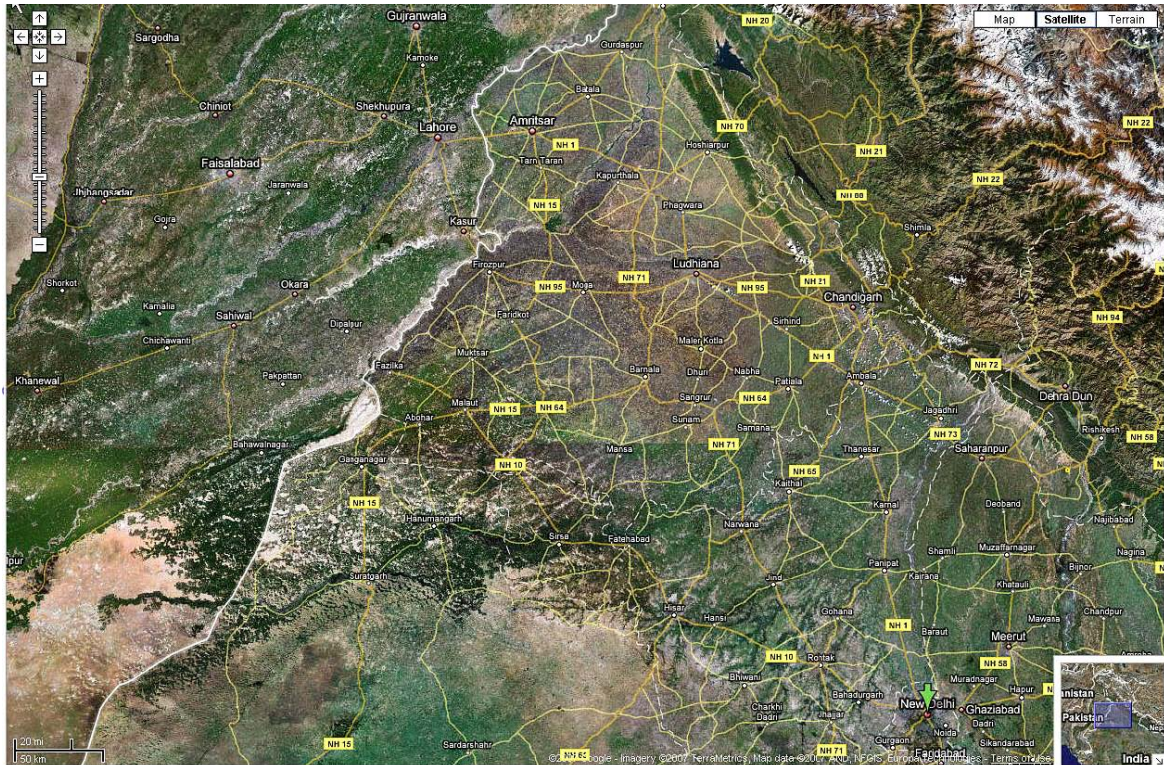 Gujranwala
NH 20
Map
Satellite
Terrain
Sargodha
Gurdaspur
Kamoke
Batala
Chiniot
Shekhupura
Lahore
Amritsar
NH 70
NH 22
NH 1
Hoshiarpur
NH 21
Faisalabad
Tarn Taran
Jaranwala
Kapurthala
NH 22
Jhjhangsadar
NH 15
Phagwara
NH 88
Gojra
Kasur
Shimla
Firozpur
Ludhiana
Shorkot
Okara
NH 95
Moga
NH 71
NH 95
NH 21
Chandigarh
Kamalia
Sahiwal
Faridkot
Sirhind
NH 94
Dipalpur
Chichawatni
Muktsar
Maler Kotla
NH 1
Khanewal
Pakpattan
Fazilka
Barnala
Dhuri
Nabha
Patiala
Ambala
NH 72
Dehra Dun
Malaut
NH 15
NH 64
Sangrur
NH 64
Abohar
Sunam
Samana
Jagadhri
NH 73
Rishikesh
NH 58
Bahawalnagar
Mansa
NH 71
Thanesar
Saharanpur
Gasganagar
NH 10
NH 65
Kaithal
NH 15
Karnal
Deoband
Hanumangarh
Narwana
Najibabad
Sirsa
Fatehabad
Shamli
Muzaffarnagar
Nagina
Suratgarh
Jind
Panipat
Kairana
Khatauli
Bijnor
Hisar
Hansi
Gohana
NH 1
Baraut
Mawana
Chandpur
Meerut
NH 10
Rohtak
NH 58
Bhiwani
Muradnagar
Hapur
Bahadurgarh
New Delhi
Ghaziabad
Charkhi
Dadri
Jhajjar
Dadri
Noida
Pakistan
20 mi
50 km
NH 15
Sardarshahr
NH 71
Gurgaon
Faridabad
Sikandarabad
India